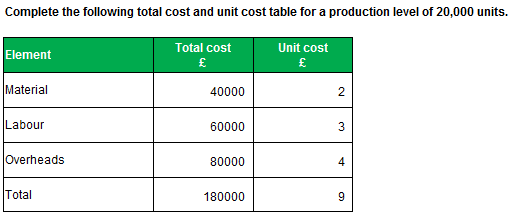 Complete the following total cost and unit cost table for a production level of 20,000 units.
Element Total cost £ Unit cost £
Material 40000 2
Labour 60000 3
Overheads 80000 4
Total 180000 9